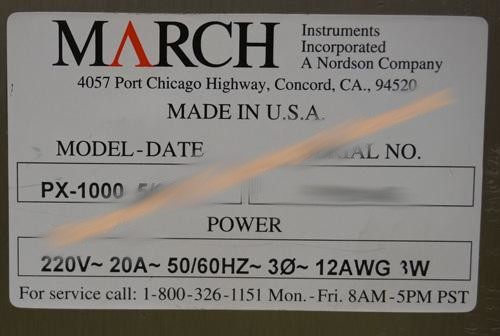 MARCH
Instruments
Incorporated
A Nordson Company
4057 Port Chicago Highway, Concord, CA., 94520
MADE IN U.S.A.
MODEL-DATE NO.
PX-1000
POWER
220V~ 20A~ 50/60HZ~ 3Ø~ 12AWG 3W
For service call: 1-800-326-1151 Mon.-Fri. 8AM-5PM PST